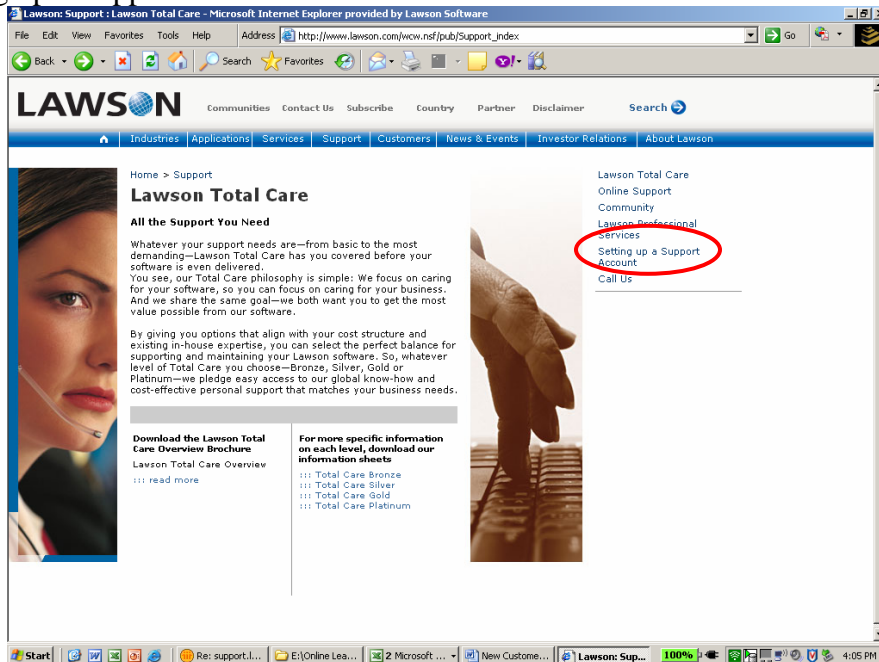 Lawson: Support : Lawson Total Care - Microsoft Internet Explorer provided by Lawson Software
File Edit View Favorites Tools Help Address http://www.lawson.com/wcw.nsf/pub/Support_index Go
Back Search Favorites
LAWSON Communities Contact Us Subscribe Country Partner Disclaimer Search
Industries Applications Services Support Customers News & Events Investor Relations About Lawson
Home > Support
Lawson Total Care
All the Support You Need
Whatever your support needs are—from basic to the most
demanding—Lawson Total Care has you covered before your
software is even delivered.
You see, our Total Care philosophy is simple: We focus on caring
for your software, so you can focus on caring for your business.
And we share the same goal—we both want you to get the most
value possible from our software.
By giving you options that align with your cost structure and
existing in-house expertise, you can select the perfect balance for
supporting and maintaining your Lawson software. So, whatever
level of Total Care you choose—Bronze, Silver, Gold or
Platinum—we pledge easy access to our global know-how and
cost-effective personal support that matches your business needs.
Download the Lawson Total
Care Overview Brochure
Lawson Total Care Overview
::: read more
For more specific information
on each level, download our
information sheets
::: Total Care Bronze
::: Total Care Silver
::: Total Care Gold
::: Total Care Platinum
Lawson Total Care
Online Support
Community
Lawson Professional
Services
Setting up a Support
Account
Call Us
Start Re: support.l... E:\Online Lea... 2 Microsoft ... New Custome... Lawson: Sup... 100% 4:05 PM